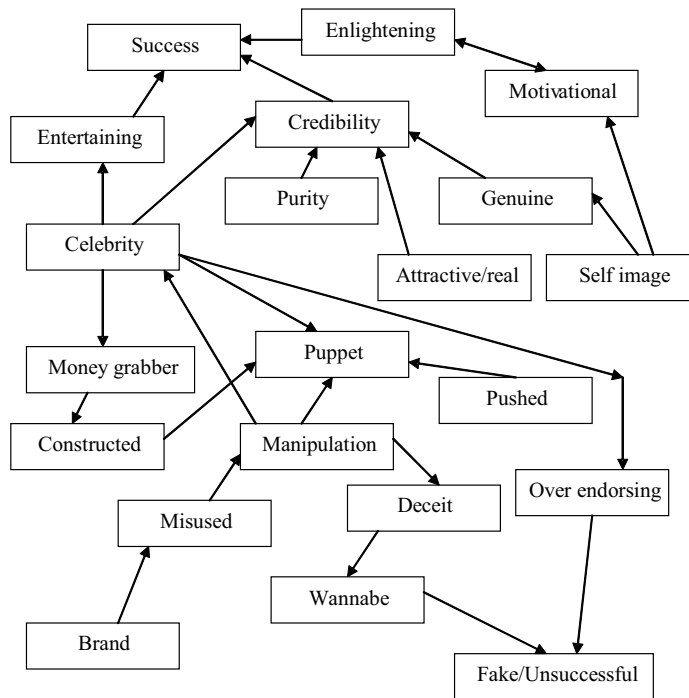 Enlightening
Success
Motivational
Credibility
Entertaining
Purity
Genuine
Celebrity
Attractive/real
Self image
Puppet
Money grabber
Pushed
Constructed
Manipulation
Over endorsing
Deceit
Misused
Wannabe
Brand
Fake/Unsuccessful